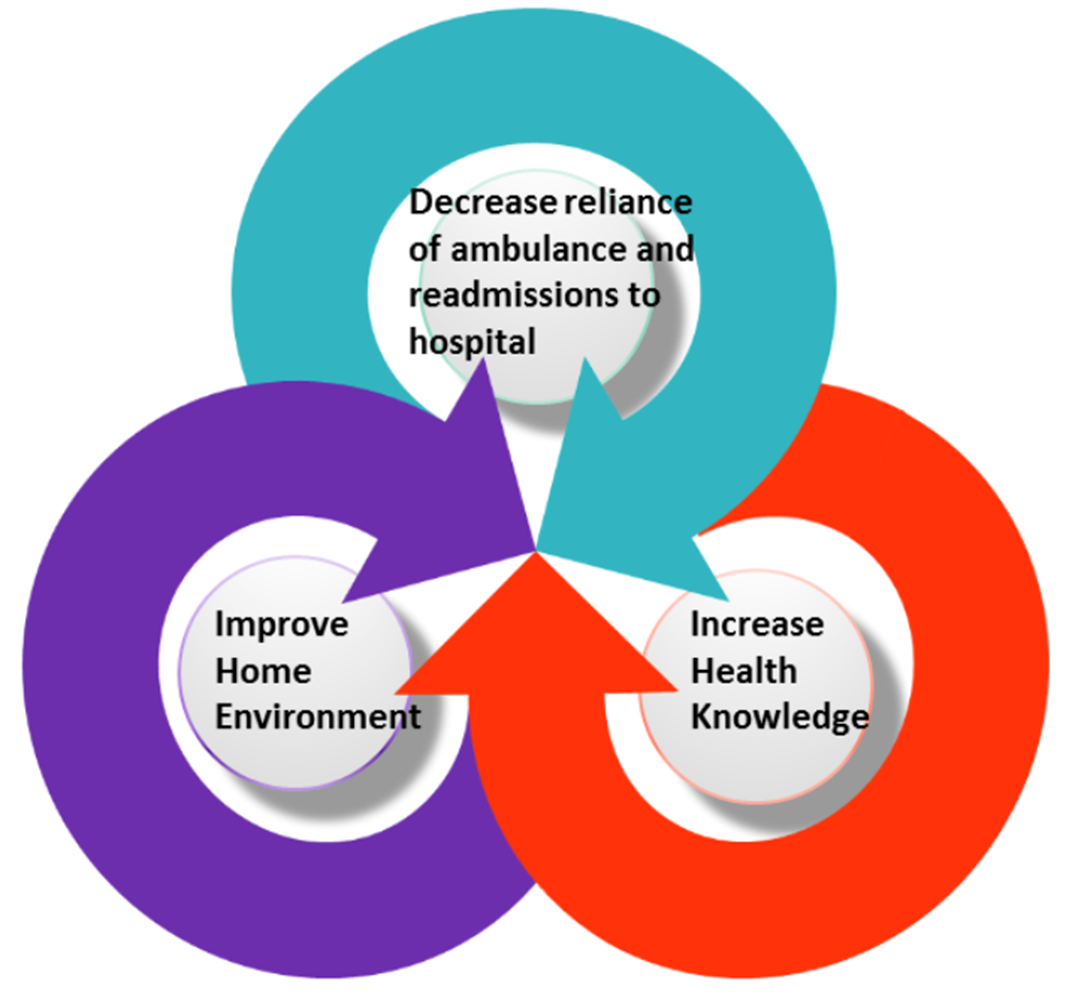 Decrease reliance
of ambulance and
readmissions to
hospital
Improve
Home
Environment
Increase
Health
Knowledge